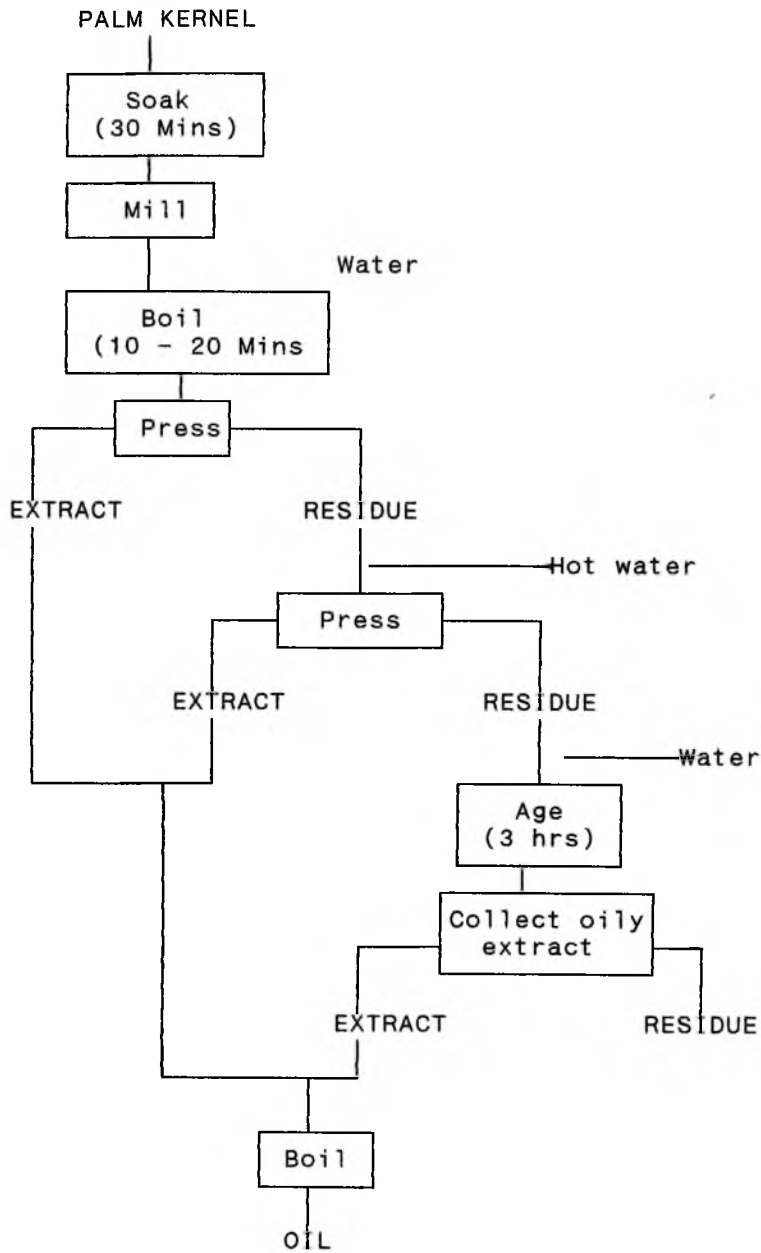 PALM KERNEL
Soak
(30 Mins)
Mill
Water
Boil
(10 - 20 Mins
Press
EXTRACT
RESIDUE
Hot water
Press
EXTRACT
RESIDUE
Water
Age
(3 hrs)
Collect oily
extract
EXTRACT
RESIDUE
Boil
OIL